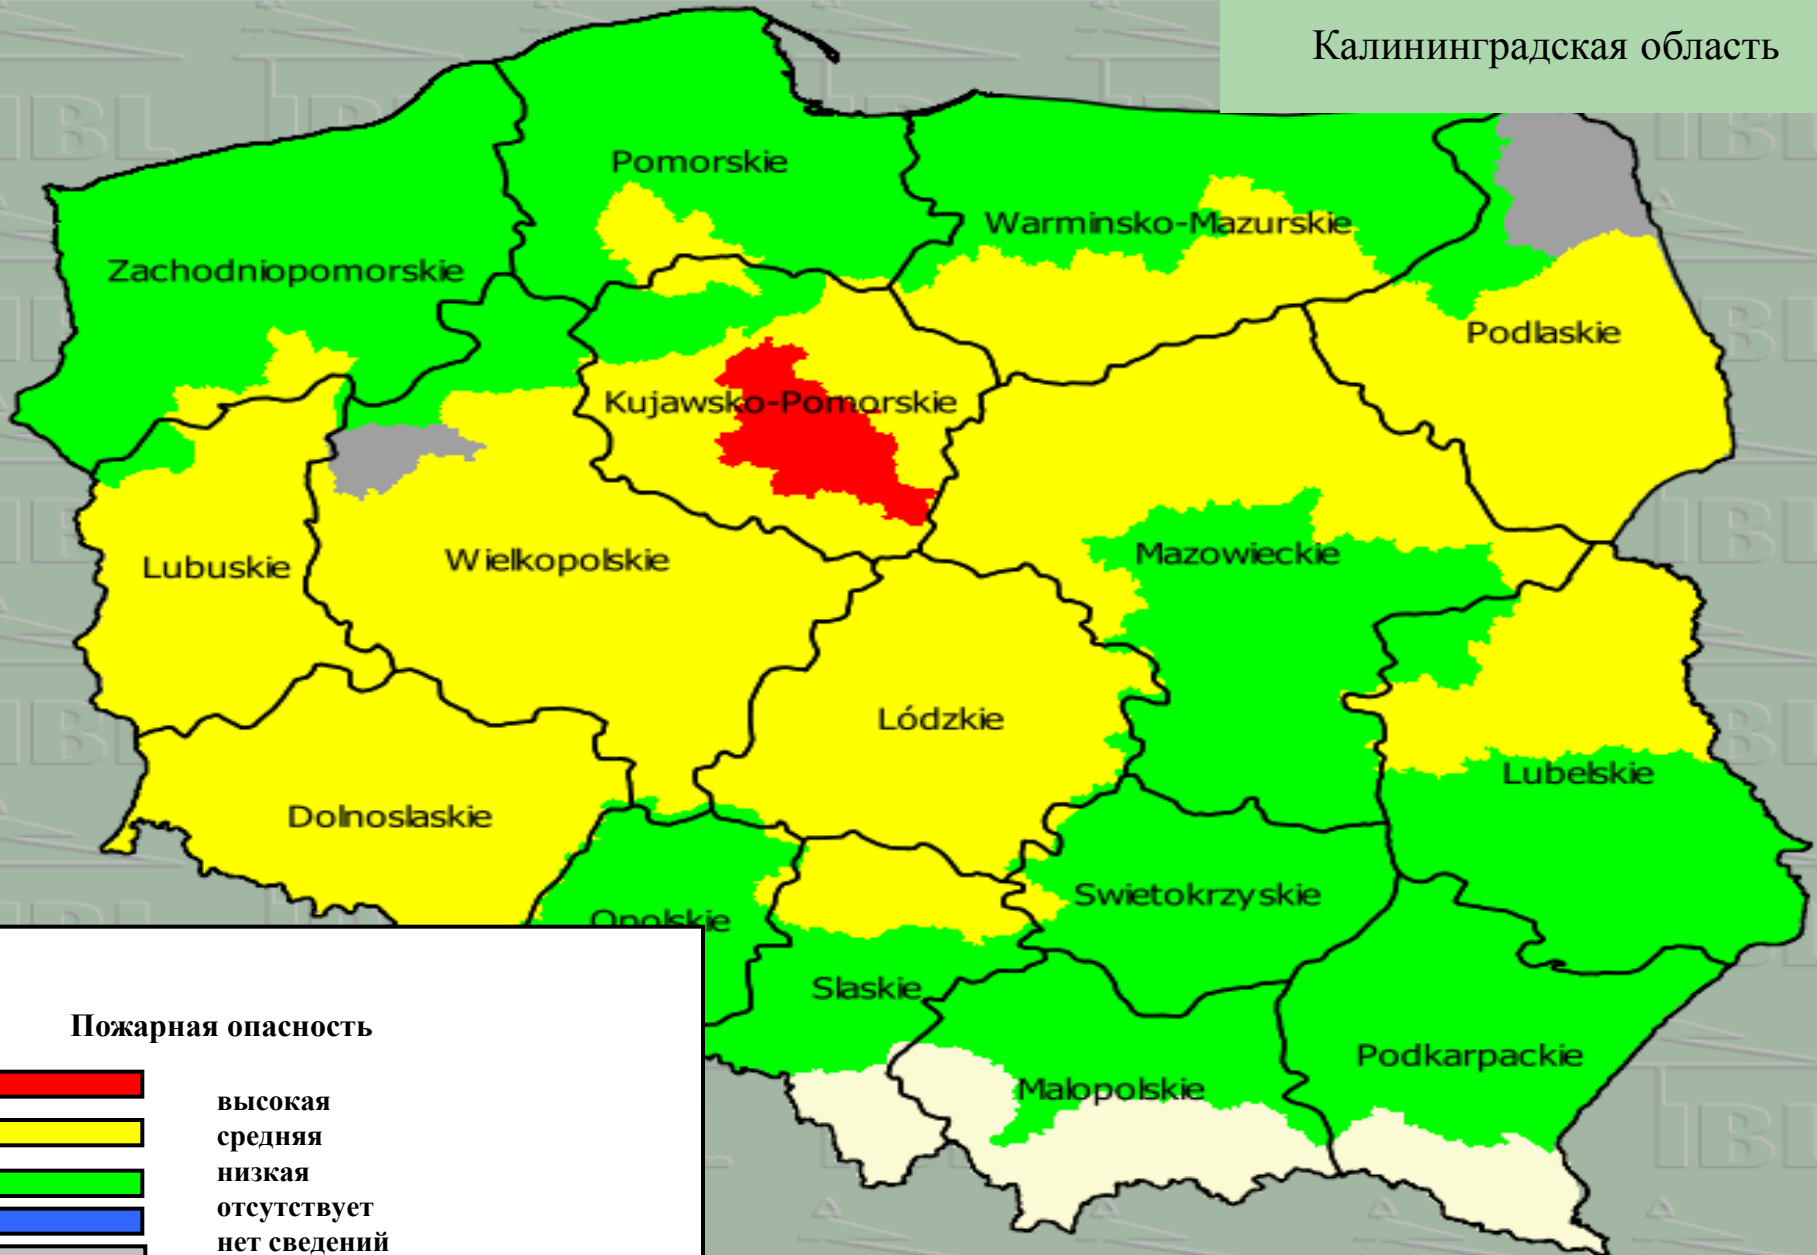 Калининградская область
Pomorskie
Warminsko-Mazurskie
Zachodniopomorskie
Podlaskie
Kujawsko-Pomorskie
Mazowieckie
Lubuskie
Wielkopolskie
Lódzkie
Lubelskie
Dolnoslaskie
Swietokrzyskie
Opolskie
Slaskie
Podkarpackie
Malopolskie
Пожарная опасность
высокая
средняя
низкая
отсутствует
нет сведений
IBL